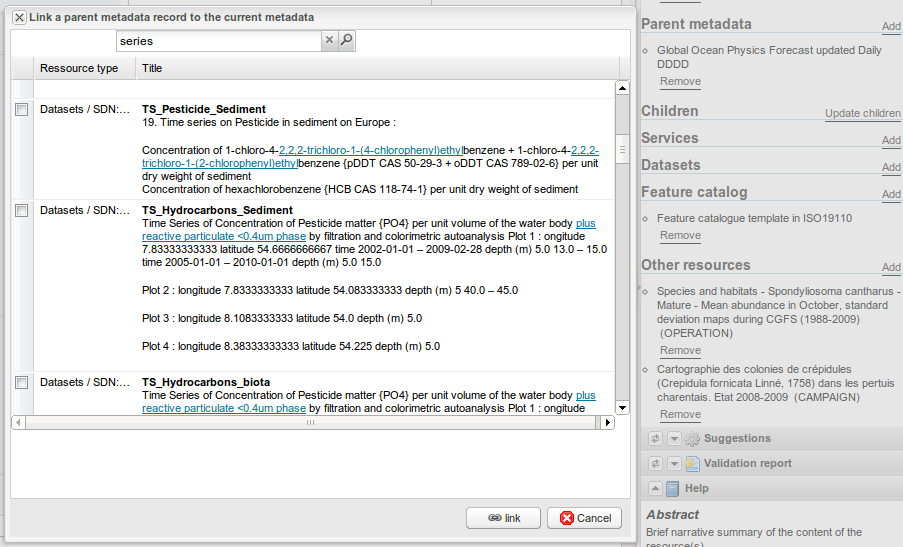 Link a parent metadata record to the current metadata
series
Ressource type
Title
Datasets / SDN:...
TS_Pesticide_Sediment
19. Time series on Pesticide in sediment on Europe :
Concentration of 1-chloro-4-2,2,2-trichloro-1-(4-chlorophenyl)ethylbenzene + 1-chloro-4-2,2,2-
trichloro-1-(2-chlorophenyl)ethylbenzene {pDDT CAS 50-29-3 + oDDT CAS 789-02-6} per unit
dry weight of sediment
Concentration of hexachlorobenzene {HCB CAS 118-74-1} per unit dry weight of sediment
Datasets / SDN:...
TS_Hydrocarbons_Sediment
Time Series of Concentration of Pesticide matter {PO4} per unit volume of the water body plus
reactive particulate <0.4um phase by filtration and colorimetric autoanalysis Plot 1 : ongitude
7.83333333333 latitude 54.6666666667 time 2002-01-01 – 2009-02-28 depth (m) 5.0 13.0 – 15.0
time 2005-01-01 – 2010-01-01 depth (m) 5.0 15.0
Plot 2 : longitude 7.8333333333 latitude 54.083333333 depth (m) 5 40.0 – 45.0
Plot 3 : longitude 8.1083333333 latitude 54.0 depth (m) 5.0
Plot 4 : longitude 8.38333333333 latitude 54.225 depth (m) 5.0
Datasets / SDN:...
TS_Hydrocarbons_biota
Time Series of Concentration of Pesticide matter {PO4} per unit volume of the water body plus
reactive particulate <0.4um phase by filtration and colorimetric autoanalysis Plot 1 : ongitude
link
Cancel
Parent metadata
Add
Global Ocean Physics Forecast updated Daily
DDDD
Remove
Children
Update children
Services
Add
Datasets
Add
Feature catalog
Add
Feature catalogue template in ISO19110
Remove
Other resources
Add
Species and habitats - Spondyliosoma cantharus -
Mature - Mean abundance in October, standard
deviation maps during CGFS (1988-2009)
(OPERATION)
Remove
Cartographie des colonies de crépidules
(Crepidula fornicata Linné, 1758) dans les pertuis
charentais. Etat 2008-2009 (CAMPAIGN)
Remove
Suggestions
Validation report
Help
Abstract
Brief narrative summary of the content of the
resource(s)